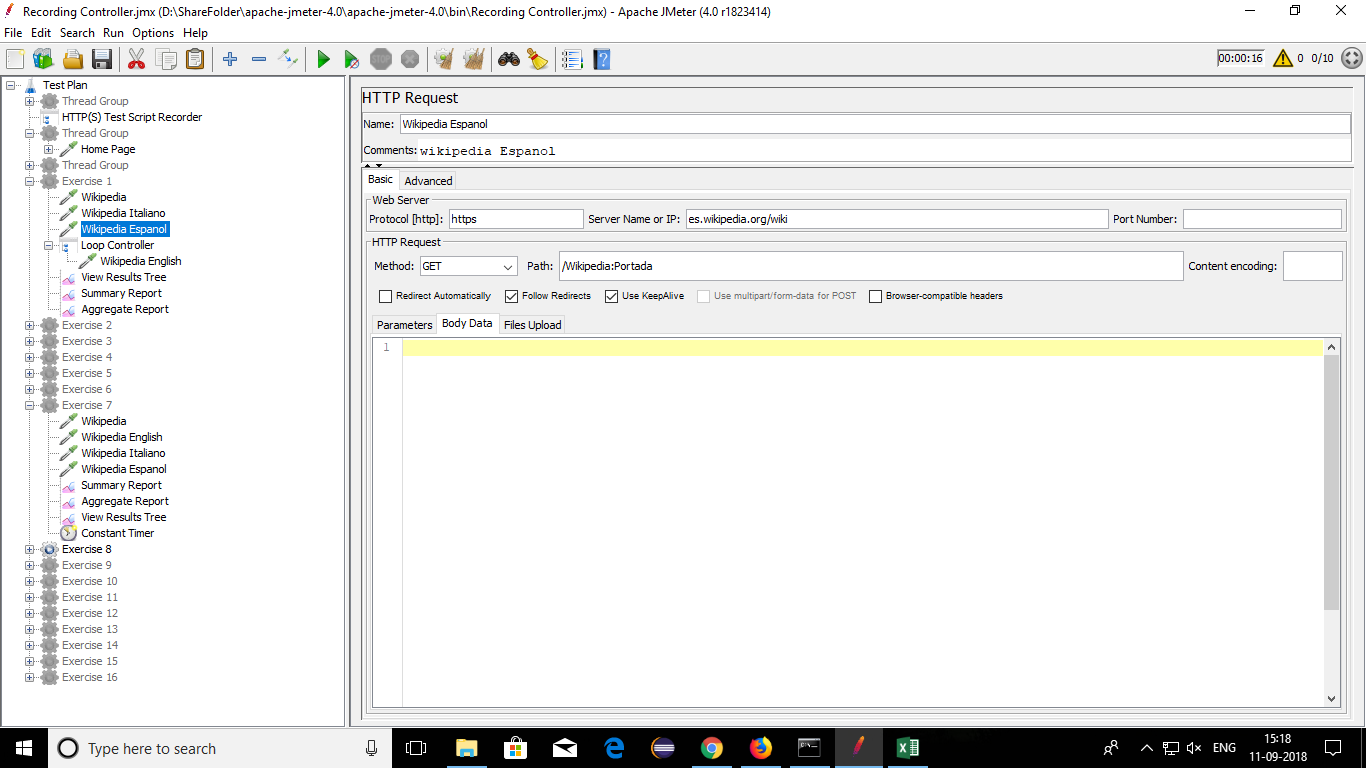 Recording Controller.jmx (D:\ShareFolder\apache-jmeter-4.0\apache-jmeter-4.0\bin\Recording Controller.jmx) - Apache JMeter (4.0 r1823414)
File Edit Search Run Options Help
STOP 00:00:16 0 0/10
Test Plan
Thread Group
HTTP(S) Test Script Recorder
Thread Group
Home Page
Thread Group
Exercise 1
Wikipedia
Wikipedia Italiano
Wikipedia Espanol
Loop Controller
Wikipedia English
View Results Tree
Summary Report
Aggregate Report
Exercise 2
Exercise 3
Exercise 4
Exercise 5
Exercise 6
Exercise 7
Wikipedia
Wikipedia English
Wikipedia Italiano
Wikipedia Espanol
Summary Report
Aggregate Report
View Results Tree
Constant Timer
Exercise 8
Exercise 9
Exercise 10
Exercise 11
Exercise 12
Exercise 13
Exercise 14
Exercise 15
Exercise 16
HTTP Request
Name: Wikipedia Espanol
Comments: wikipedia Espanol
Basic Advanced
Web Server
Protocol [http]: https Server Name or IP: es.wikipedia.org/wiki Port Number:
HTTP Request
Method: GET Path: /Wikipedia:Portada Content encoding:
Redirect Automatically Follow Redirects Use KeepAlive Use multipart/form-data for POST Browser-compatible headers
Parameters Body Data Files Upload
1
Type here to search ENG 15:18
11-09-2018